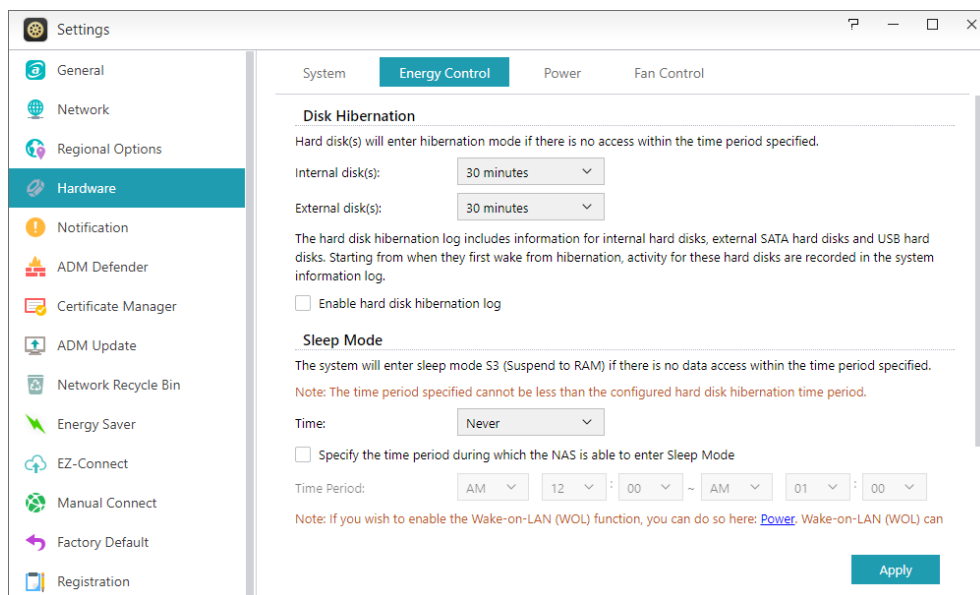 Settings
General
Network
Regional Options
Hardware
Notification
ADM Defender
Certificate Manager
ADM Update
Network Recycle Bin
Energy Saver
EZ-Connect
Manual Connect
Factory Default
Registration
System Energy Control Power Fan Control
Disk Hibernation
Hard disk(s) will enter hibernation mode if there is no access within the time period specified.
Internal disk(s): 30 minutes
External disk(s): 30 minutes
The hard disk hibernation log includes information for internal hard disks, external SATA hard disks and USB hard
disks. Starting from when they first wake from hibernation, activity for these hard disks are recorded in the system
information log.
Enable hard disk hibernation log
Sleep Mode
The system will enter sleep mode S3 (Suspend to RAM) if there is no data access within the time period specified.
Note: The time period specified cannot be less than the configured hard disk hibernation time period.
Time: Never
Specify the time period during which the NAS is able to enter Sleep Mode
Time Period: AM 12 : 00 ~ AM 01 : 00
Note: If you wish to enable the Wake-on-LAN (WOL) function, you can do so here: Power. Wake-on-LAN (WOL) can
Apply